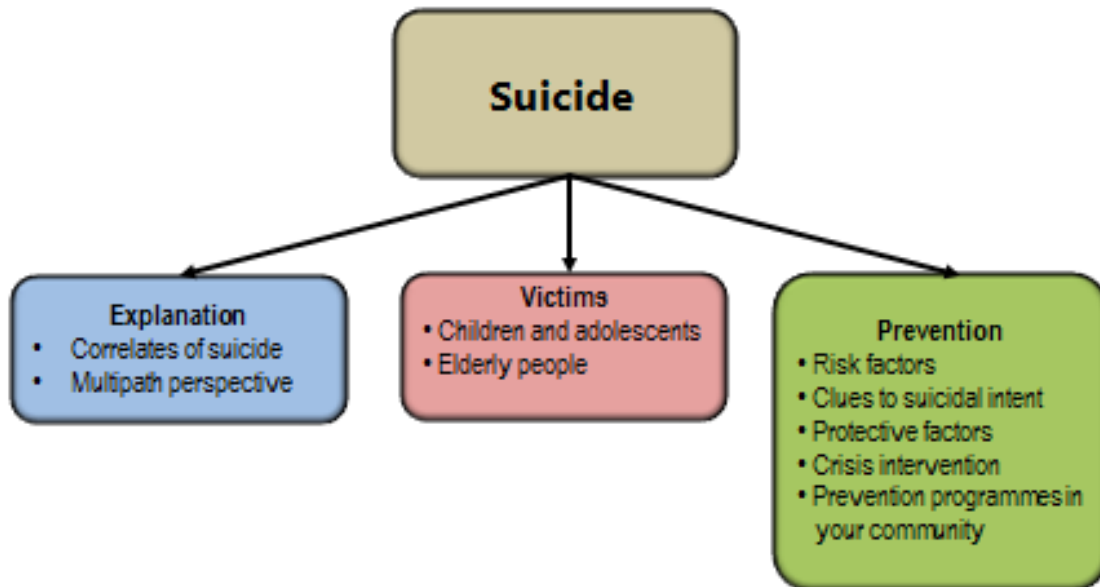 Suicide
Explanation
• Correlates of suicide
• Multipath perspective
Victims
• Children and adolescents
• Elderly people
Prevention
• Risk factors
• Clues to suicidal intent
• Protective factors
• Crisis intervention
• Prevention programmes in
your community